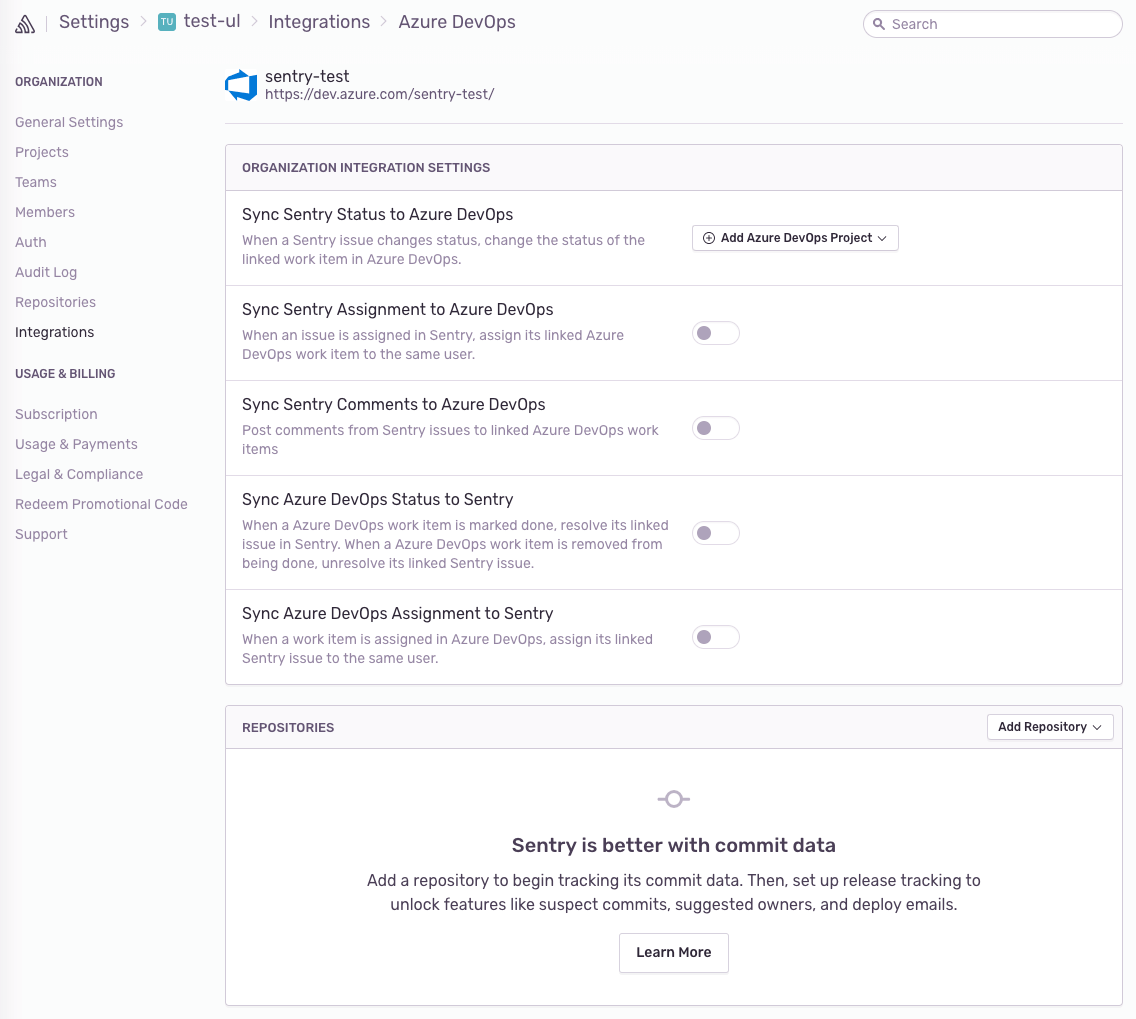 Settings > TU test-ul > Integrations > Azure DevOps
Search
ORGANIZATION
General Settings
Projects
Teams
Members
Auth
Audit Log
Repositories
Integrations
USAGE & BILLING
Subscription
Usage & Payments
Legal & Compliance
Redeem Promotional Code
Support
sentry-test
https://dev.azure.com/sentry-test/
ORGANIZATION INTEGRATION SETTINGS
Sync Sentry Status to Azure DevOps
When a Sentry issue changes status, change the status of the
linked work item in Azure DevOps.
Add Azure DevOps Project
Sync Sentry Assignment to Azure DevOps
When an issue is assigned in Sentry, assign its linked Azure
DevOps work item to the same user.
Sync Sentry Comments to Azure DevOps
Post comments from Sentry issues to linked Azure DevOps work
items
Sync Azure DevOps Status to Sentry
When a Azure DevOps work item is marked done, resolve its linked
issue in Sentry. When a Azure DevOps work item is removed from
being done, unresolve its linked Sentry issue.
Sync Azure DevOps Assignment to Sentry
When a work item is assigned in Azure DevOps, assign its linked
Sentry issue to the same user.
REPOSITORIES
Add Repository
Sentry is better with commit data
Add a repository to begin tracking its commit data. Then, set up release tracking to
unlock features like suspect commits, suggested owners, and deploy emails.
Learn More